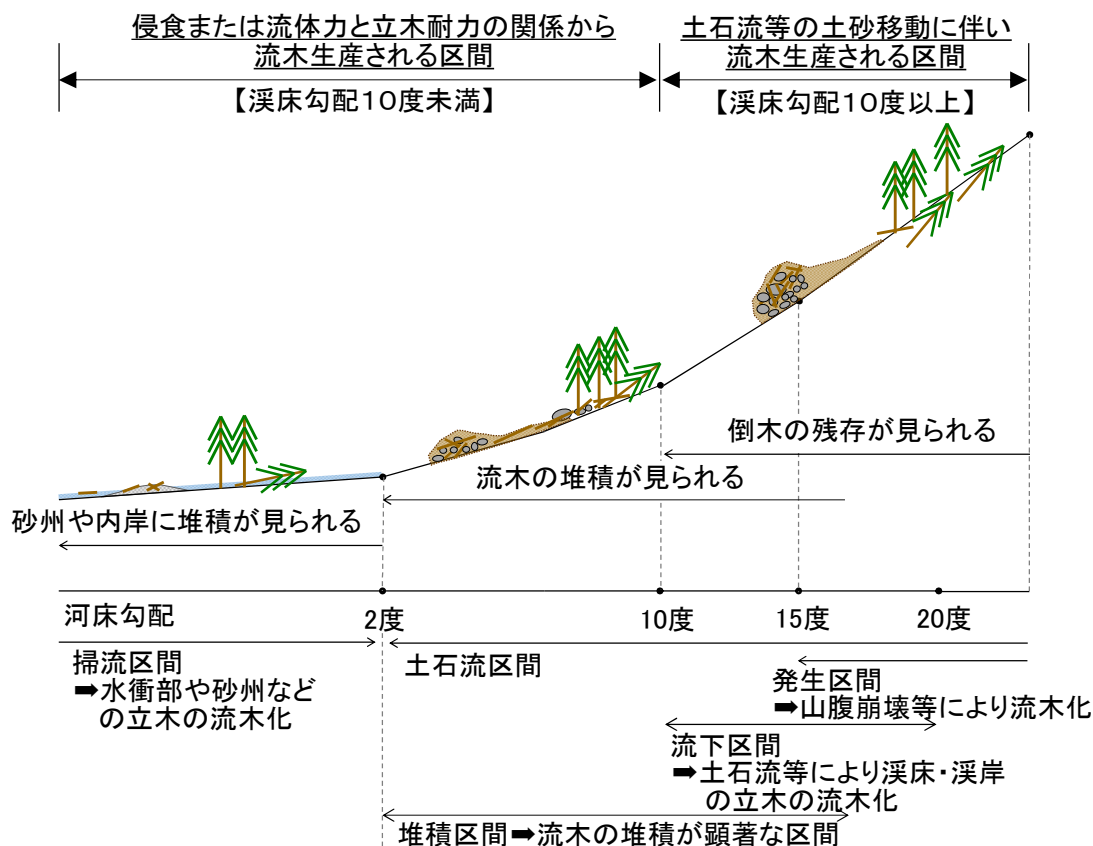 侵食または流体力と立木耐力の関係から
流木生産される区間
【渓床勾配10度未満】
土石流等の土砂移動に伴い
流木生産される区間
【渓床勾配10度以上】
倒木の残存が見られる
流木の堆積が見られる
砂州や内岸に堆積が見られる
河床勾配
2度
10度
15度
20度
掃流区間
➡水衝部や砂州など
の立木の流木化
土石流区間
発生区間
➡山腹崩壊等により流木化
流下区間
➡土石流等により渓床・渓岸
の立木の流木化
堆積区間➡流木の堆積が顕著な区間